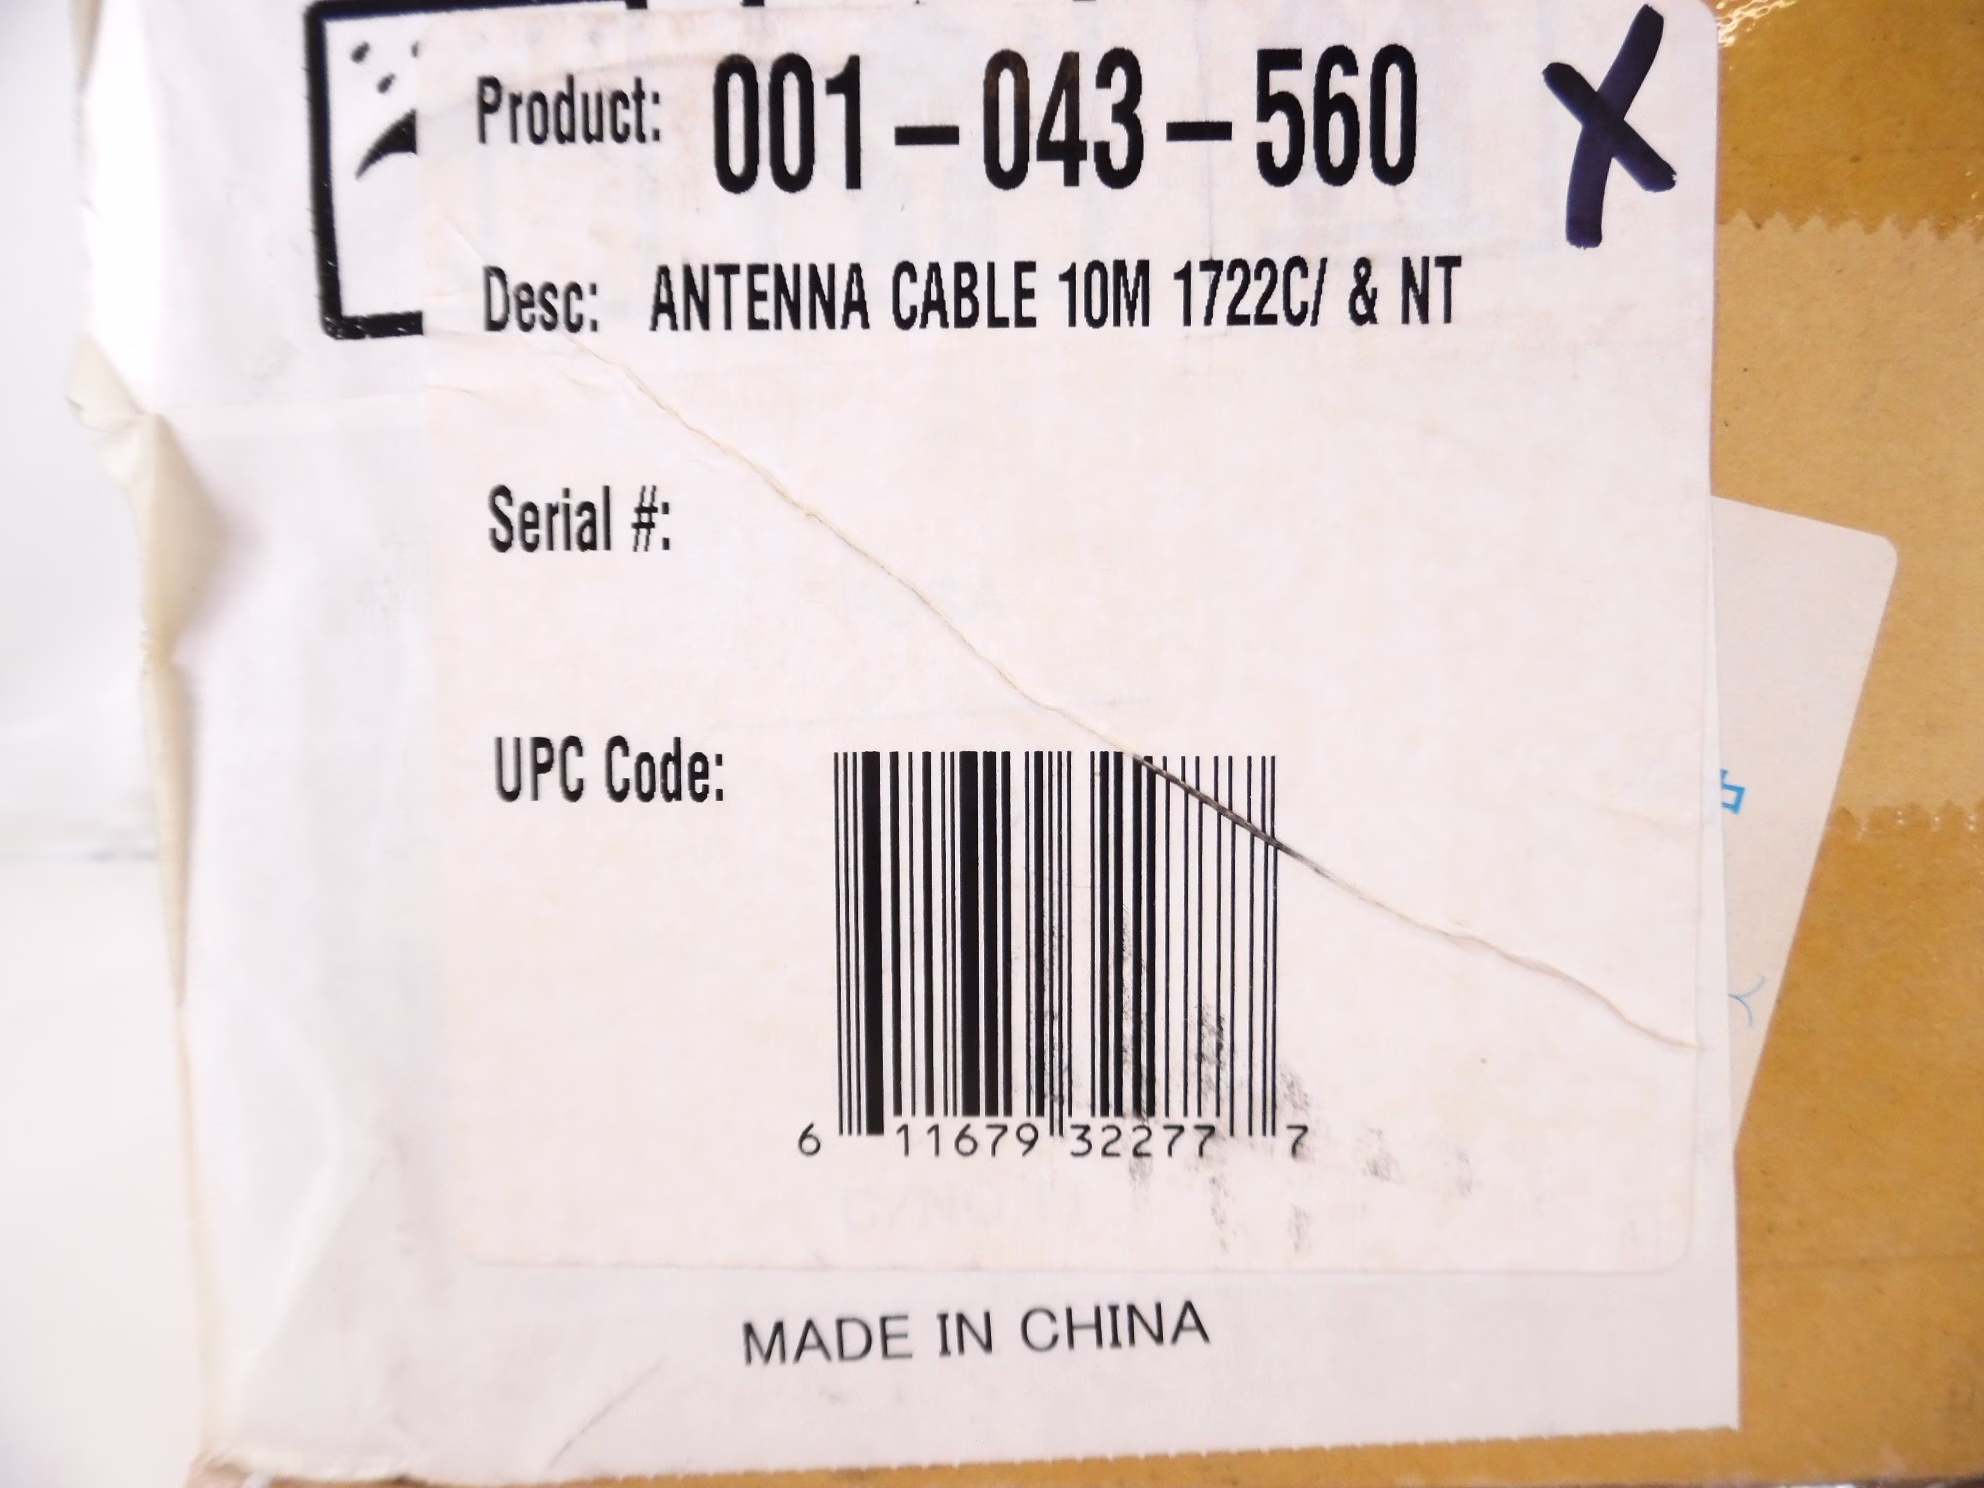 Product: 001-043-560
Desc: ANTENNA CABLE 10M 1722C/ & NT
Serial #:
UPC Code:
6 11679 32277 7
MADE IN CHINA